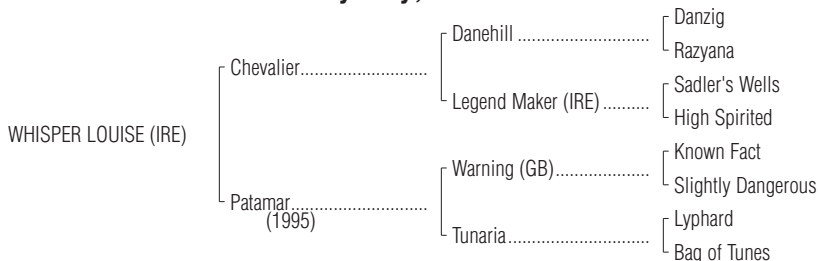 Danzig
Danehill
Razyana
Chevalier
Sadler's Wells
Legend Maker (IRE)
High Spirited
WHISPER LOUISE (IRE)
Known Fact
Warning (GB)
Slightly Dangerous
Patamar
(1995)
Lyphard
Tunaria
Bag of Tunes